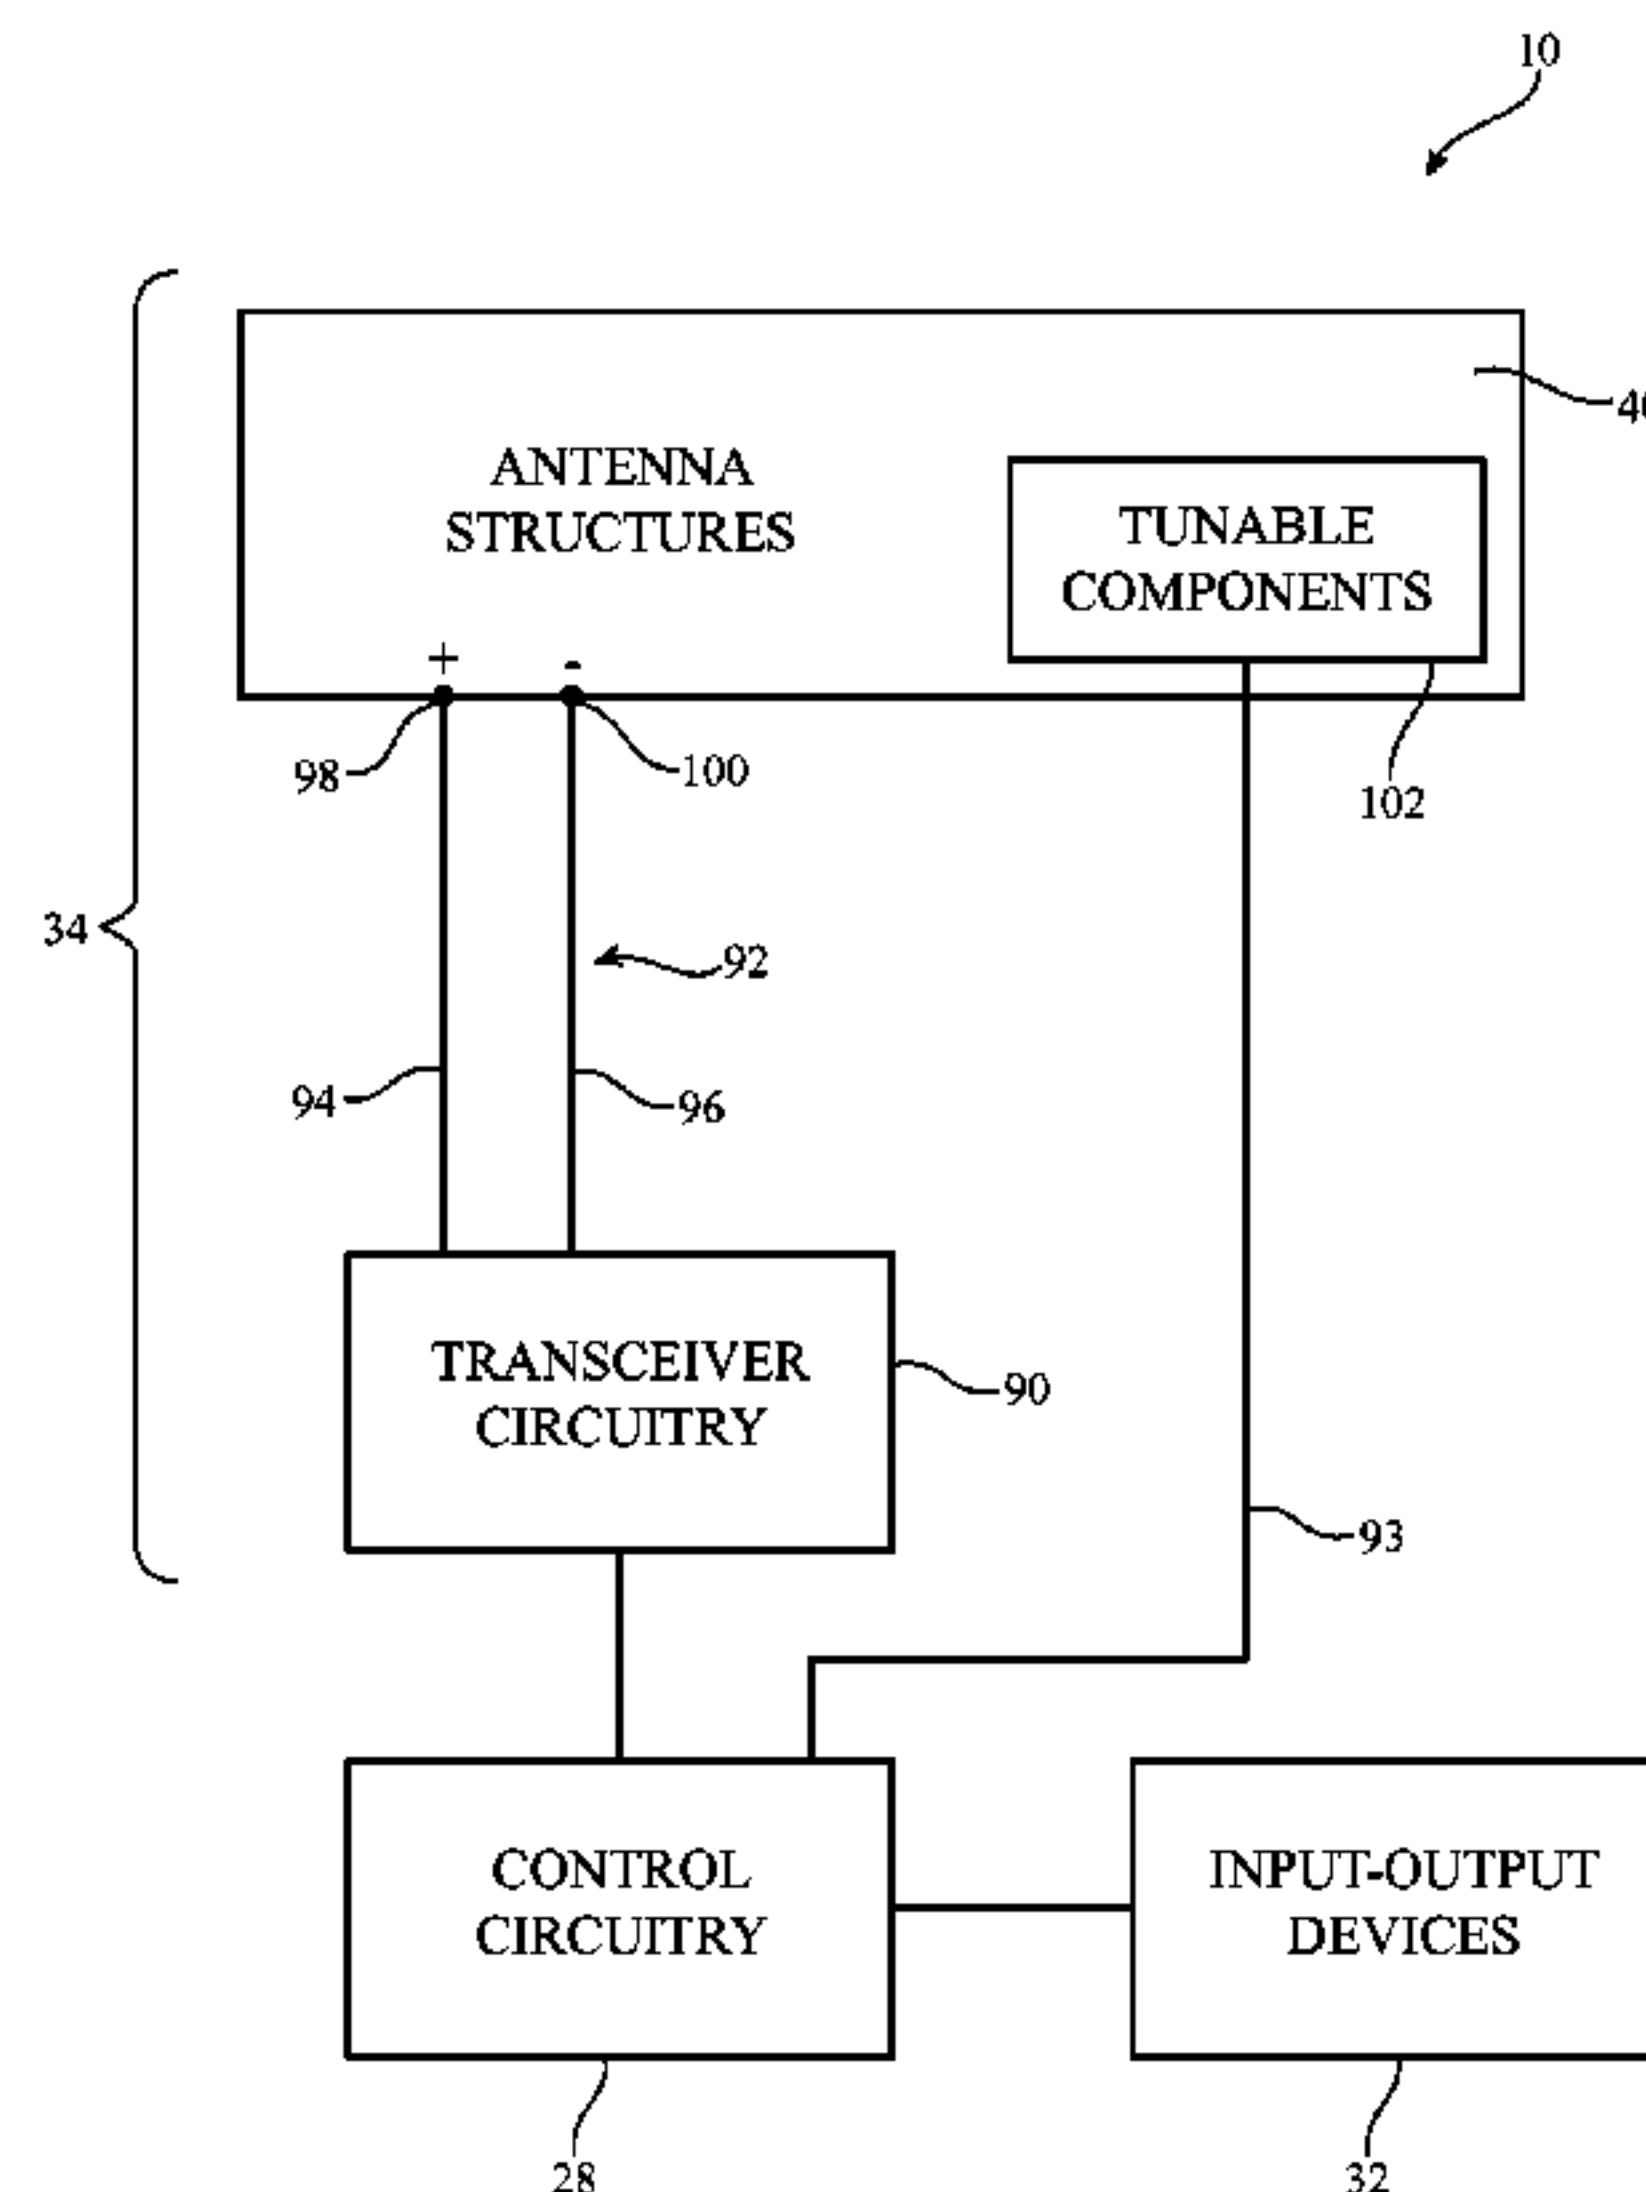 10
ANTENNA
STRUCTURES
TUNABLE
COMPONENTS
+
-
98
100
102
34
92
94
96
TRANSCEIVER
CIRCUITRY
90
93
CONTROL
CIRCUITRY
INPUT-OUTPUT
DEVICES
28
32